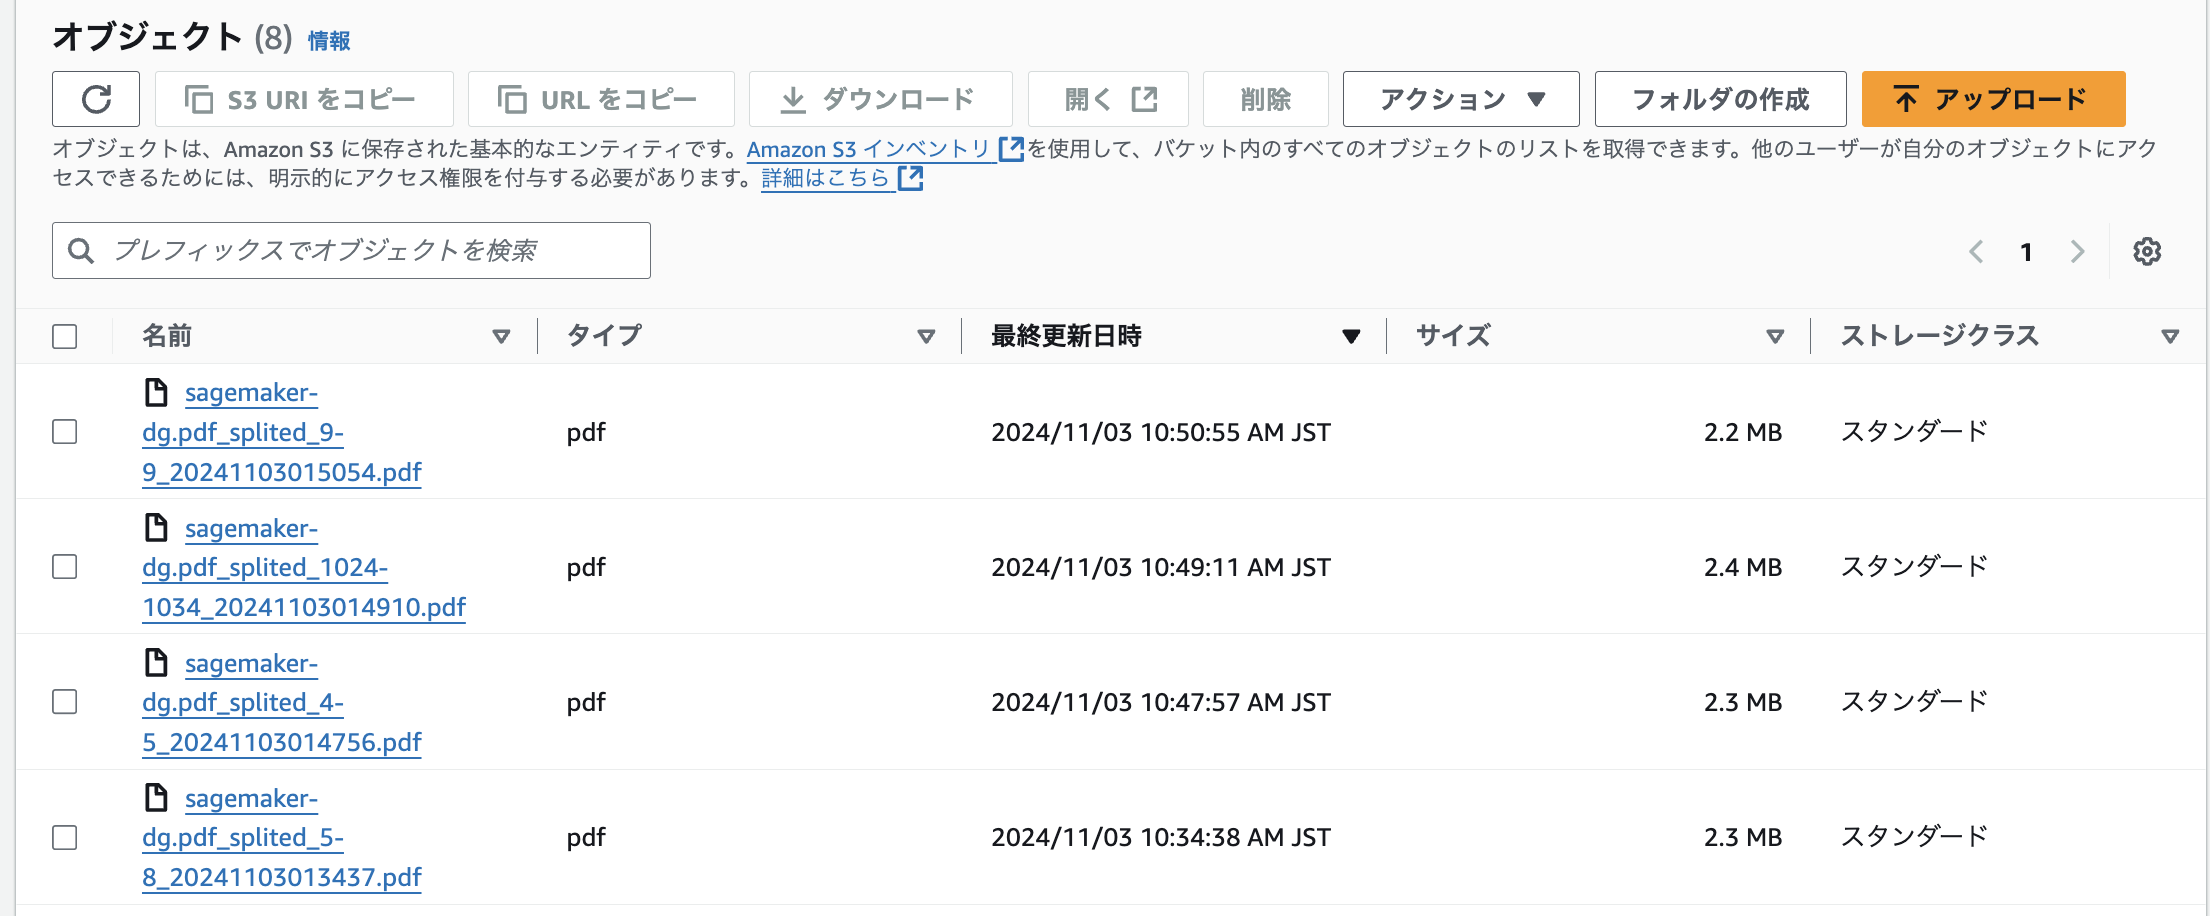 オブジェクト (8) 情報
S3 URI をコピー URL をコピー ダウンロード 開く 削除 アクション フォルダの作成 アップロード
オブジェクトは、Amazon S3 に保存された基本的なエンティティです。Amazon S3 インベントリ を使用して、バケット内のすべてのオブジェクトのリストを取得できます。他のユーザーが自分のオブジェクトにアク
セスできるためには、明示的にアクセス権限を付与する必要があります。詳細はこちら
プレフィックスでオブジェクトを検索 1
名前 タイプ 最終更新日時 サイズ ストレージクラス
sagemaker-
dg.pdf_splited_9- pdf 2024/11/03 10:50:55 AM JST 2.2 MB スタンダード
9_20241103015054.pdf
sagemaker-
dg.pdf_splited_1024- pdf 2024/11/03 10:49:11 AM JST 2.4 MB スタンダード
1034_20241103014910.pdf
sagemaker-
dg.pdf_splited_4- pdf 2024/11/03 10:47:57 AM JST 2.3 MB スタンダード
5_20241103014756.pdf
sagemaker-
dg.pdf_splited_5- pdf 2024/11/03 10:34:38 AM JST 2.3 MB スタンダード
8_20241103013437.pdf